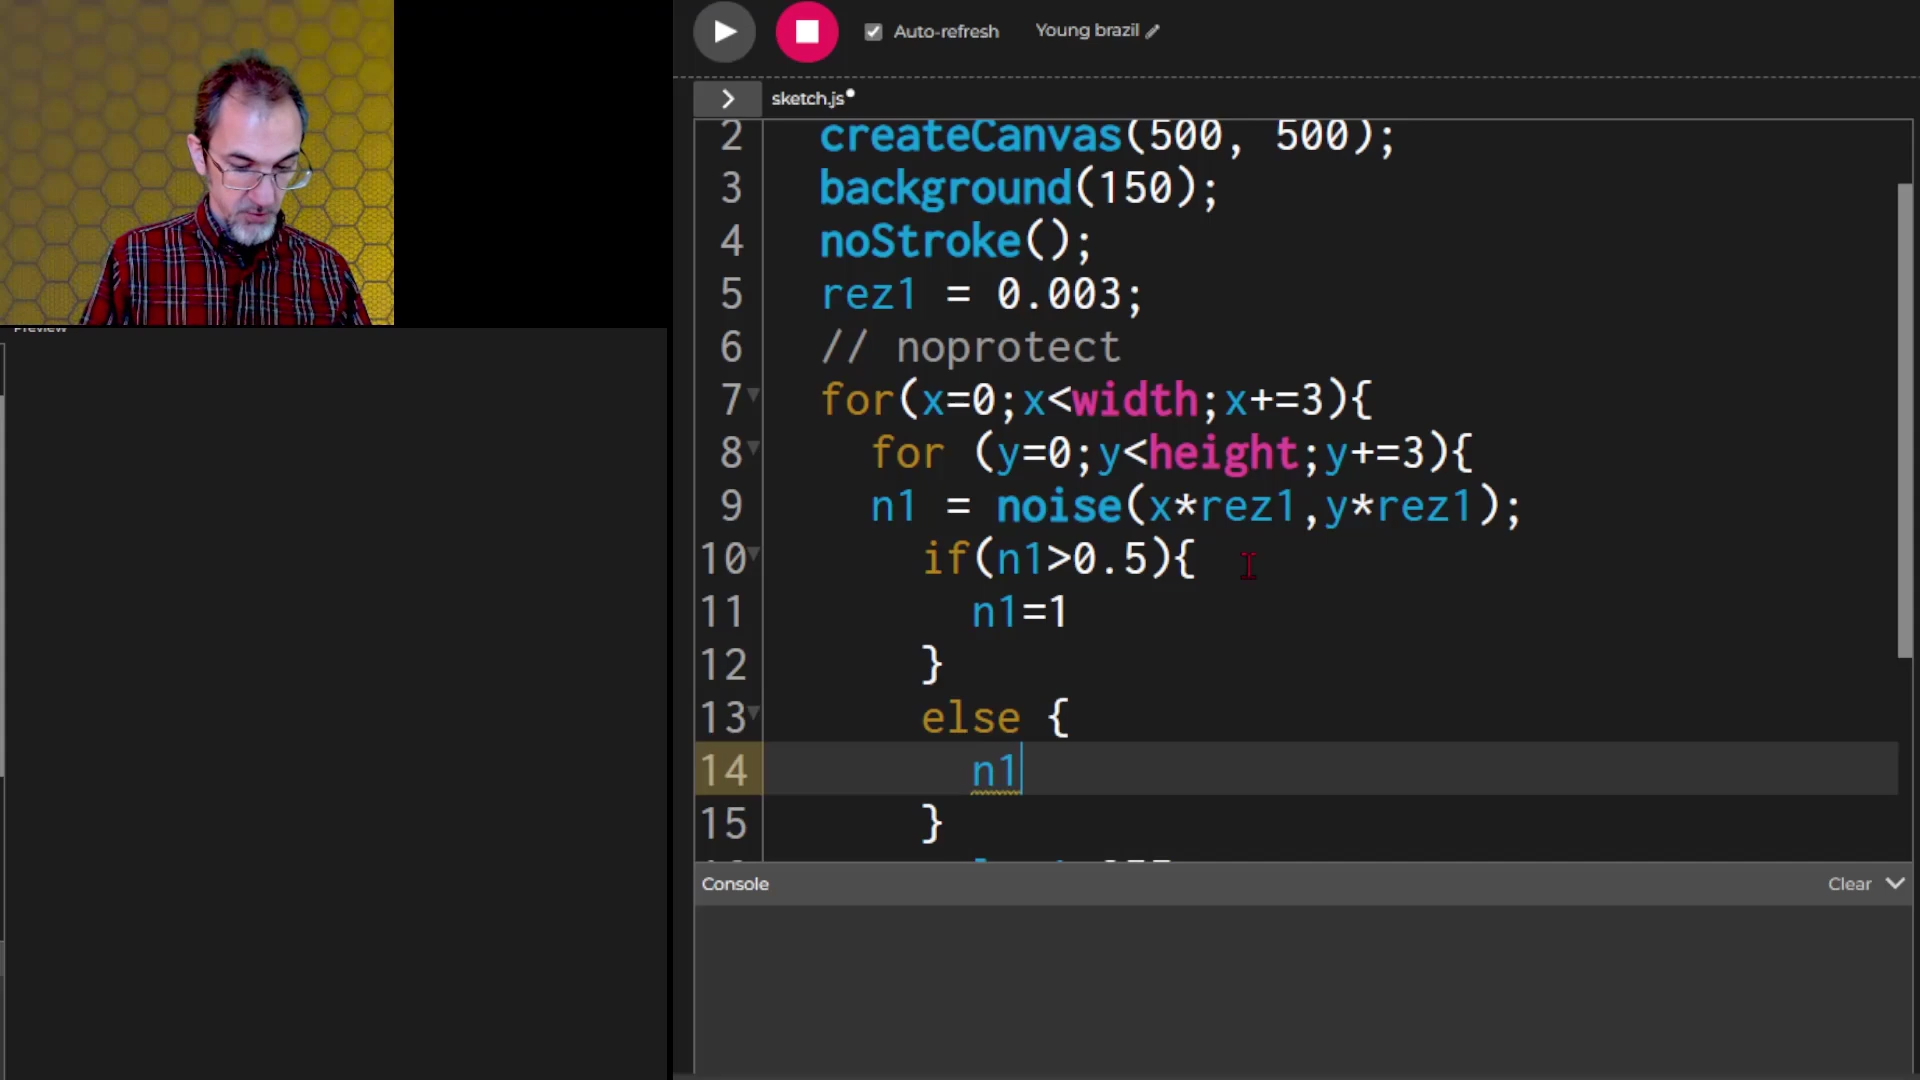 Auto-refresh
Young brazil
sketch.js
Preview
2 createCanvas(500, 500);
3 background(150);
4 noStroke();
5 rez1 = 0.003;
6 // noprotect
7 for(x=0;x<width;x+=3){
8 for (y=0;y<height;y+=3){
9 n1 = noise(x*rez1,y*rez1);
10 if(n1>0.5){
11 n1=1
12 }
13 else {
14 n1
15 }
Console
Clear